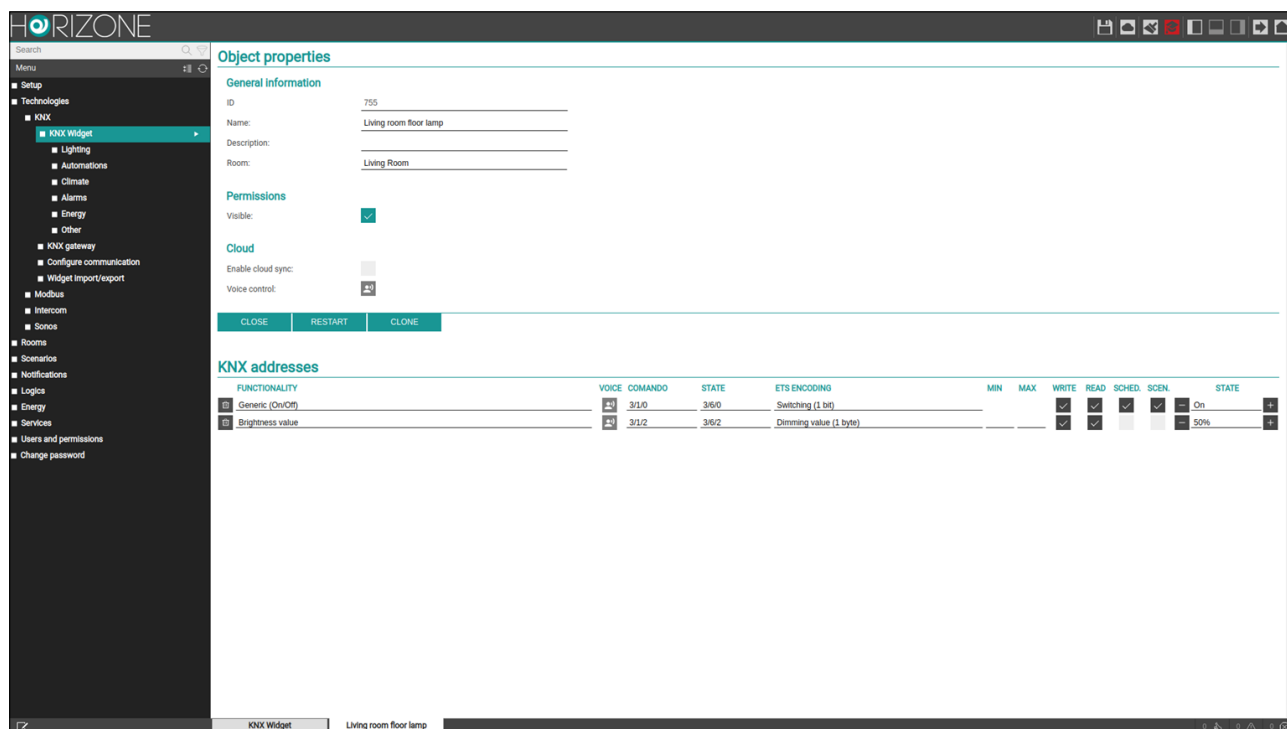 HORIZONE
Search
Menu
Setup
Technologies
KNX
KNX Widget
Lighting
Automations
Climate
Alarms
Energy
Other
KNX gateway
Configure communication
Widget import/export
Modbus
Intercom
Sonos
Rooms
Scenarios
Notifications
Logics
Energy
Services
Users and permissions
Change password
Object properties
General information
ID 755
Name: Living room floor lamp
Description:
Room: Living Room
Permissions
Visible:
Cloud
Enable cloud sync:
Voice control:
CLOSE RESTART CLONE
KNX addresses
FUNCTIONALITY VOICE COMANDO STATE ETS ENCODING MIN MAX WRITE READ SCHED. SCEN. STATE
Generic (On/Off) 3/1/0 3/6/0 Switching (1 bit) On
Brightness value 3/1/2 3/6/2 Dimming value (1 byte) 50%
KNX Widget Living room floor lamp
0 0 0